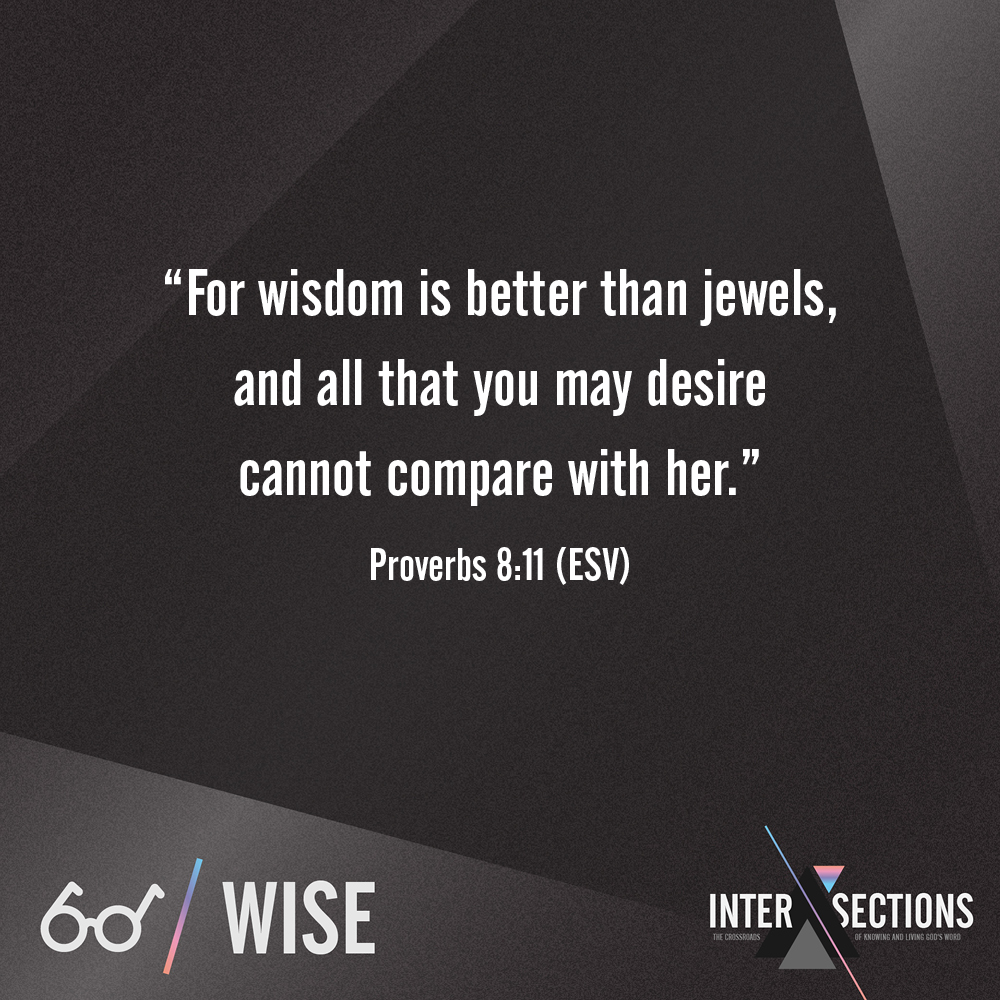 “For wisdom is better than jewels,
and all that you may desire
cannot compare with her.”
Proverbs 8:11 (ESV)
WISE
INTER SECTIONS
THE CROSSROADS OF KNOWING AND LIVING GOD'S WORD